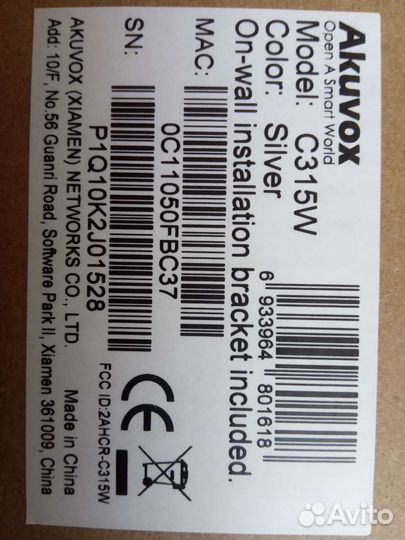 Akuvox
Open A Smart World
Model: C315W
Color: Silver
On-wall installation bracket included.
6 933964 801618
MAC:
0C11050FBC37
SN:
P1Q10K2J01528
FCC ID:2AHCR-C315W
AKUVOX (XIAMEN) NETWORKS CO., LTD.
Made in China
Add: 10/F, No.56 Guanri Road, Software Park II, Xiamen 361009, China
Avito